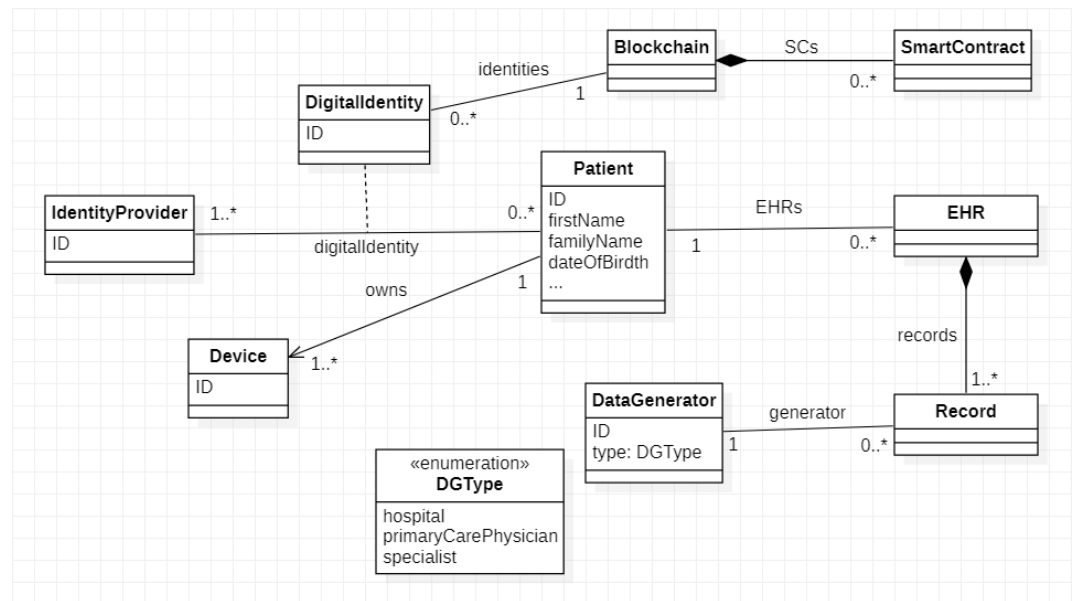 Blockchain
SCs
SmartContract
0..*
identities
1
DigitalIdentity
ID
0..*
Patient
ID
firstName
familyName
dateOfBirdth
...
IdentityProvider
ID
1..*
0..*
digitalIdentity
EHRs
1
0..*
EHR
owns
1
1..*
Device
ID
records
1..*
DataGenerator
ID
type: DGType
generator
1
0..*
Record
«enumeration»
DGType
hospital
primaryCarePhysician
specialist